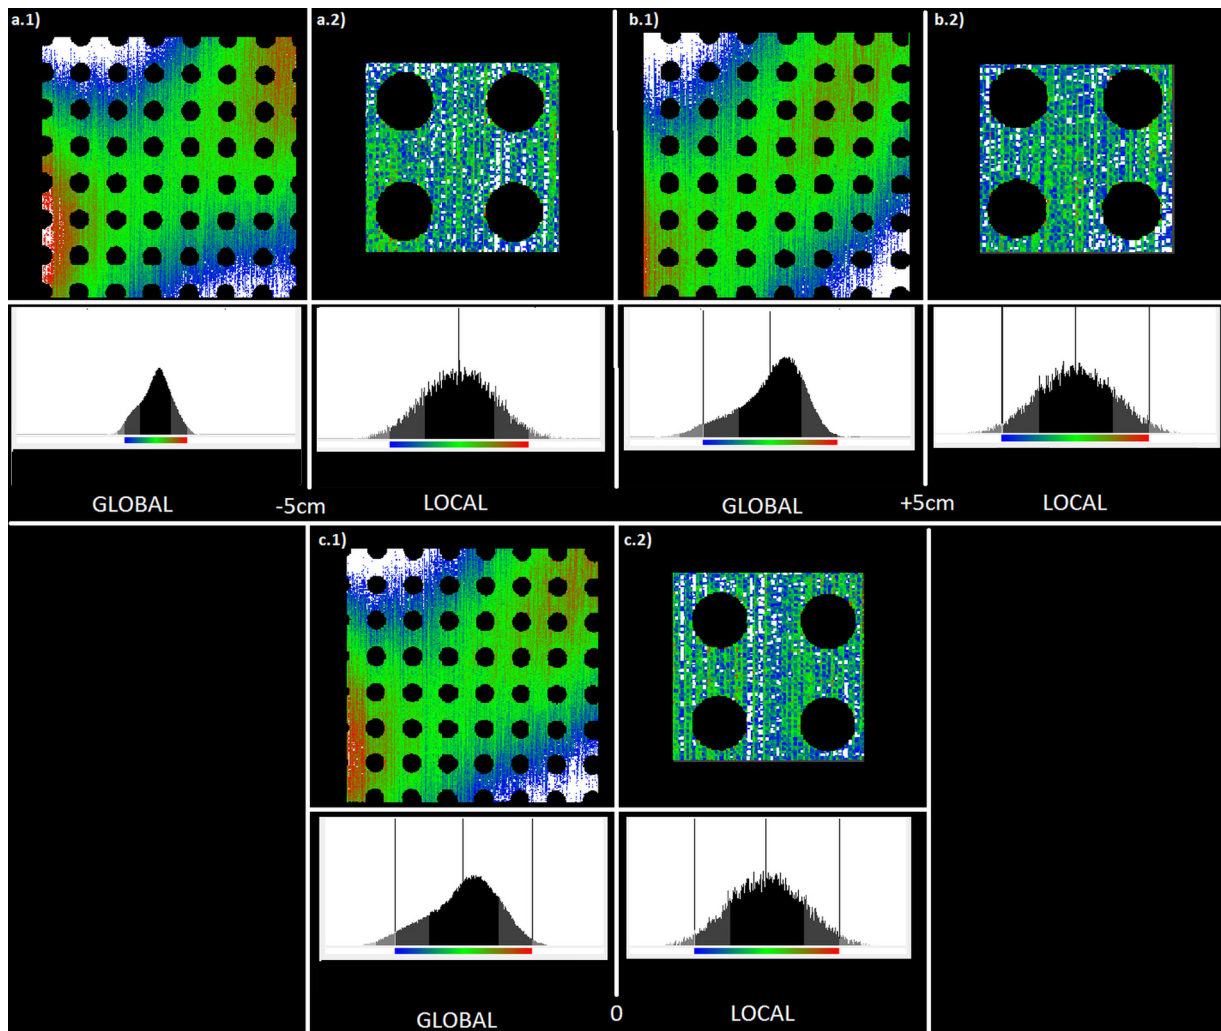 a.1)
a.2)
b.1)
b.2)
GLOBAL
-5cm
LOCAL
GLOBAL
+5cm
LOCAL
c.1)
c.2)
GLOBAL
0
LOCAL